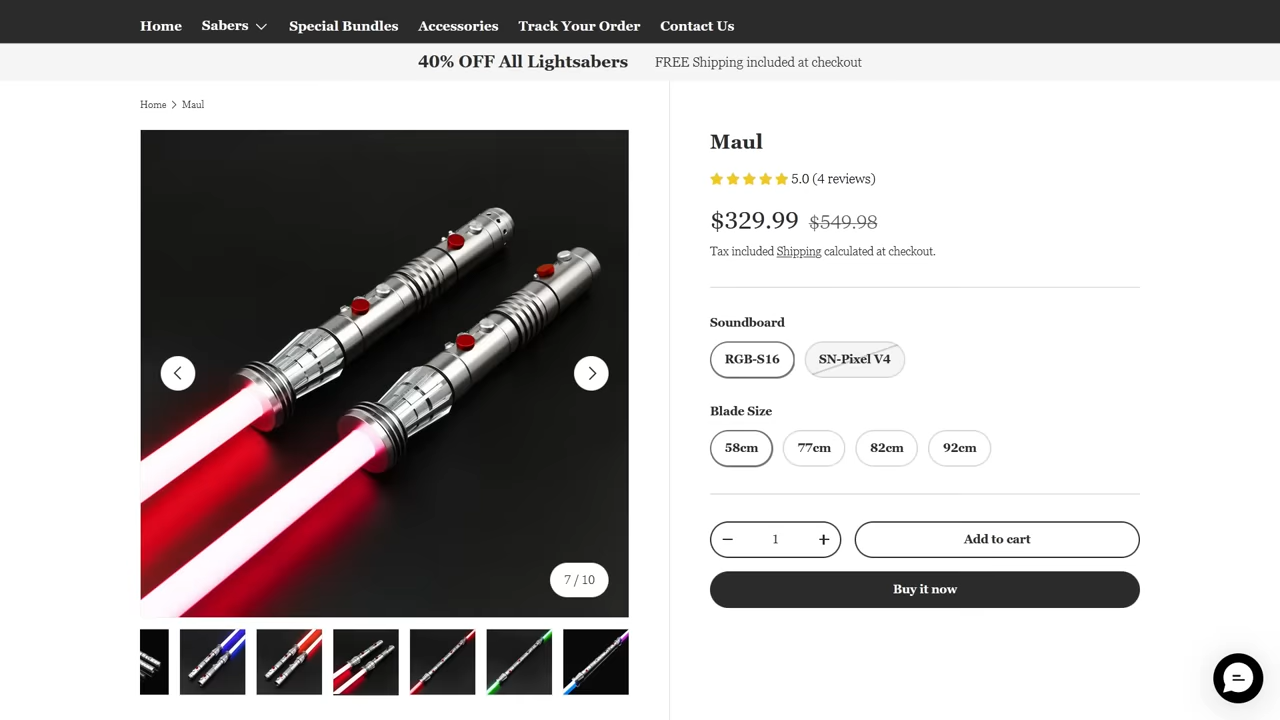 Home Sabers Special Bundles Accessories Track Your Order Contact Us
40% OFF All Lightsabers FREE Shipping included at checkout
Home Maul
Maul
5.0 (4 reviews)
$329.99 $549.98
Tax included Shipping calculated at checkout.
Soundboard
RGB-S16 SN-Pixel V4
Blade Size
58cm 77cm 82cm 92cm
1 Add to cart
Buy it now
7 / 10